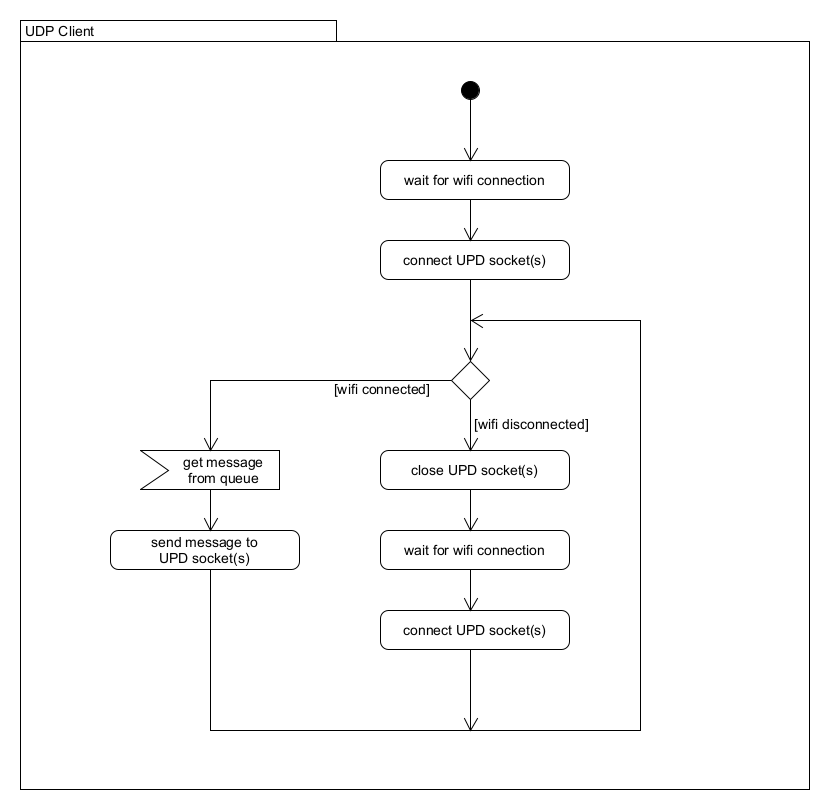 UDP Client
wait for wifi connection
connect UPD socket(s)
[wifi connected]
[wifi disconnected]
get message
from queue
close UPD socket(s)
send message to
UPD socket(s)
wait for wifi connection
connect UPD socket(s)